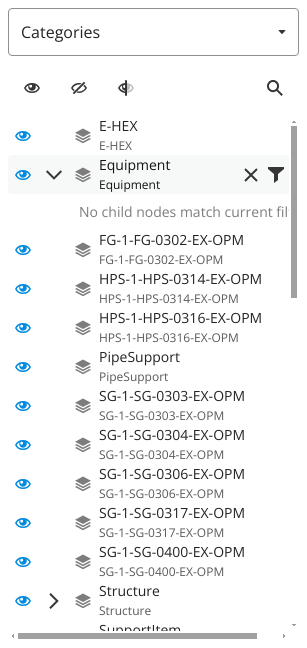 Categories
E-HEX
E-HEX
Equipment
Equipment
No child nodes match current fil
FG-1-FG-0302-EX-OPM
FG-1-FG-0302-EX-OPM
HPS-1-HPS-0314-EX-OPM
HPS-1-HPS-0314-EX-OPM
HPS-1-HPS-0316-EX-OPM
HPS-1-HPS-0316-EX-OPM
PipeSupport
PipeSupport
SG-1-SG-0303-EX-OPM
SG-1-SG-0303-EX-OPM
SG-1-SG-0304-EX-OPM
SG-1-SG-0304-EX-OPM
SG-1-SG-0306-EX-OPM
SG-1-SG-0306-EX-OPM
SG-1-SG-0317-EX-OPM
SG-1-SG-0317-EX-OPM
SG-1-SG-0400-EX-OPM
SG-1-SG-0400-EX-OPM
Structure
Structure
SupportItem